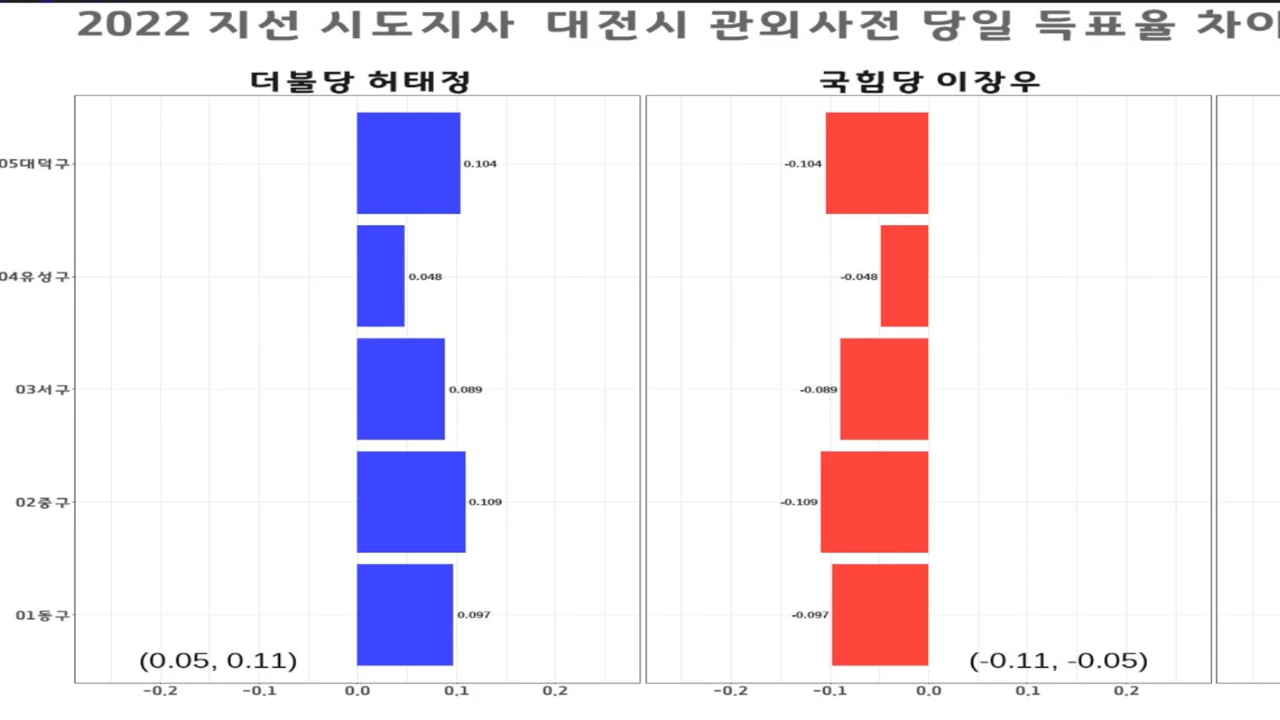 2022 지선 시도지사 대전시 관외사전 당일 득표율 차이
더불당 허태정
국힘당 이장우
05대덕구
0.104
-0.104
04유성구
0.048
-0.048
03서구
0.089
-0.089
02중구
0.109
-0.109
01동구
0.097
-0.097
(0.05, 0.11)
(-0.11, -0.05)
-0.2 -0.1 0.0 0.1 0.2
-0.2 -0.1 0.0 0.1 0.2